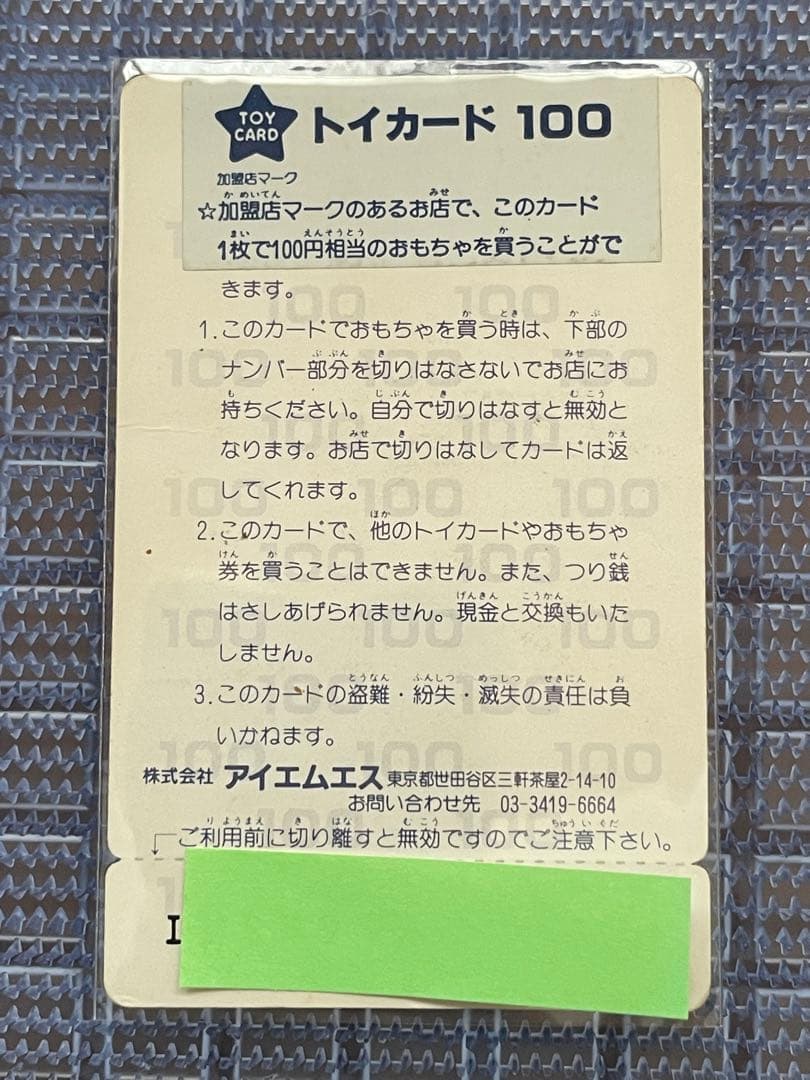 TOY
CARD
トイカード 100
加盟店マーク
☆加盟店マークのあるお店で、このカード
1枚で100円相当のおもちゃを買うことがで
きます。
1.このカードでおもちゃを買う時は、下部の
ナンバー部分を切りはなさないでお店にお
持ちください。自分で切りはなすと無効と
なります。お店で切りはなしてカードは返
してくれます。
2.このカードで、他のトイカードやおもちゃ
券を買うことはできません。また、つり銭
はさしあげられません。現金と交換もいた
しません。
3.このカードの盗難・紛失・滅失の責任は負
いかねます。
株式会社 アイエムエス 東京都世田谷区三軒茶屋2-14-10
お問い合わせ先 03-3419-6664
ご利用前に切り離すと無効ですのでご注意下さい。
I